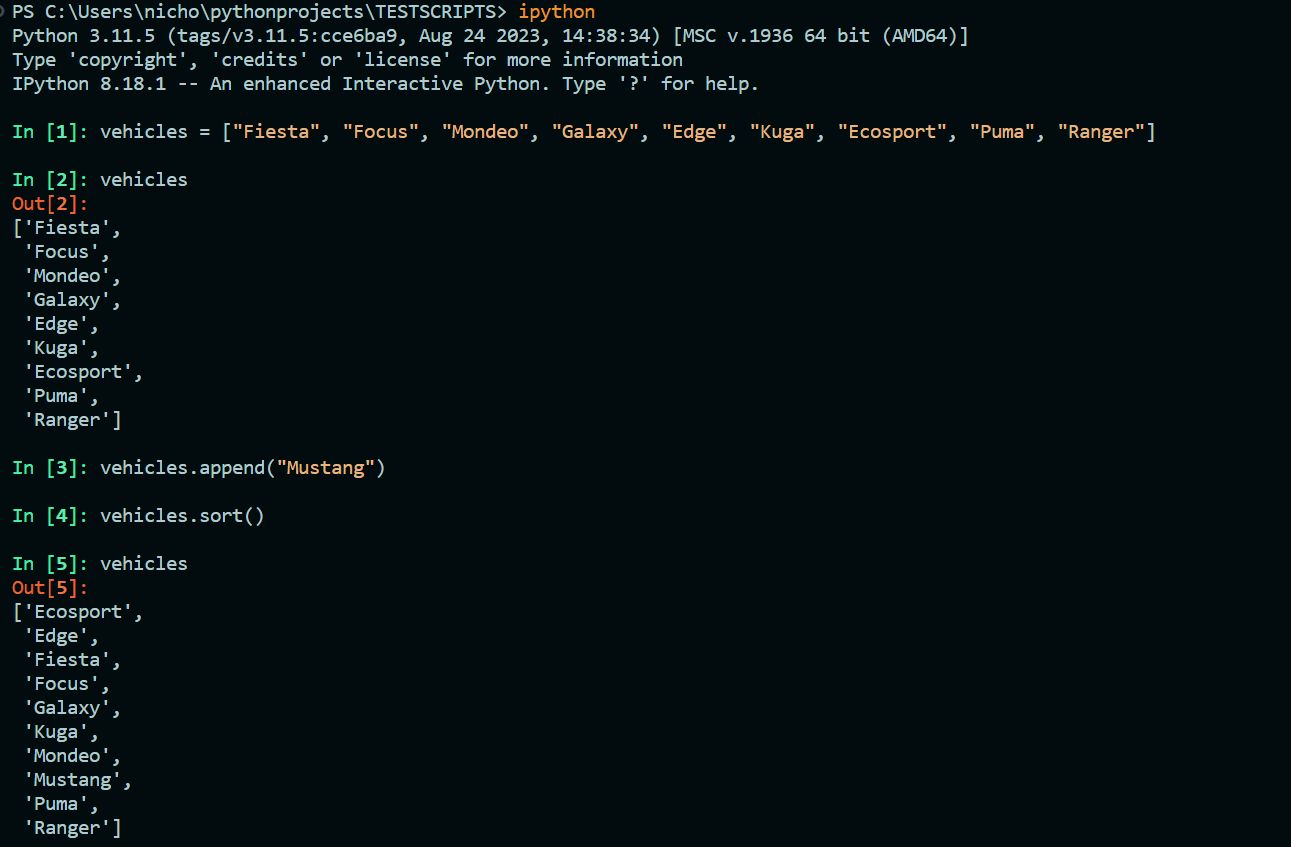 PS C:\Users\nicho\pythonprojects\TESTSCRIPTS> ipython
Python 3.11.5 (tags/v3.11.5:cce6ba9, Aug 24 2023, 14:38:34) [MSC v.1936 64 bit (AMD64)]
Type 'copyright', 'credits' or 'license' for more information
IPython 8.18.1 -- An enhanced Interactive Python. Type '?' for help.

In [1]: vehicles = ["Fiesta", "Focus", "Mondeo", "Galaxy", "Edge", "Kuga", "Ecosport", "Puma", "Ranger"]

In [2]: vehicles
Out[2]:
['Fiesta',
 'Focus',
 'Mondeo',
 'Galaxy',
 'Edge',
 'Kuga',
 'Ecosport',
 'Puma',
 'Ranger']

In [3]: vehicles.append("Mustang")

In [4]: vehicles.sort()

In [5]: vehicles
Out[5]:
['Ecosport',
 'Edge',
 'Fiesta',
 'Focus',
 'Galaxy',
 'Kuga',
 'Mondeo',
 'Mustang',
 'Puma',
 'Ranger']